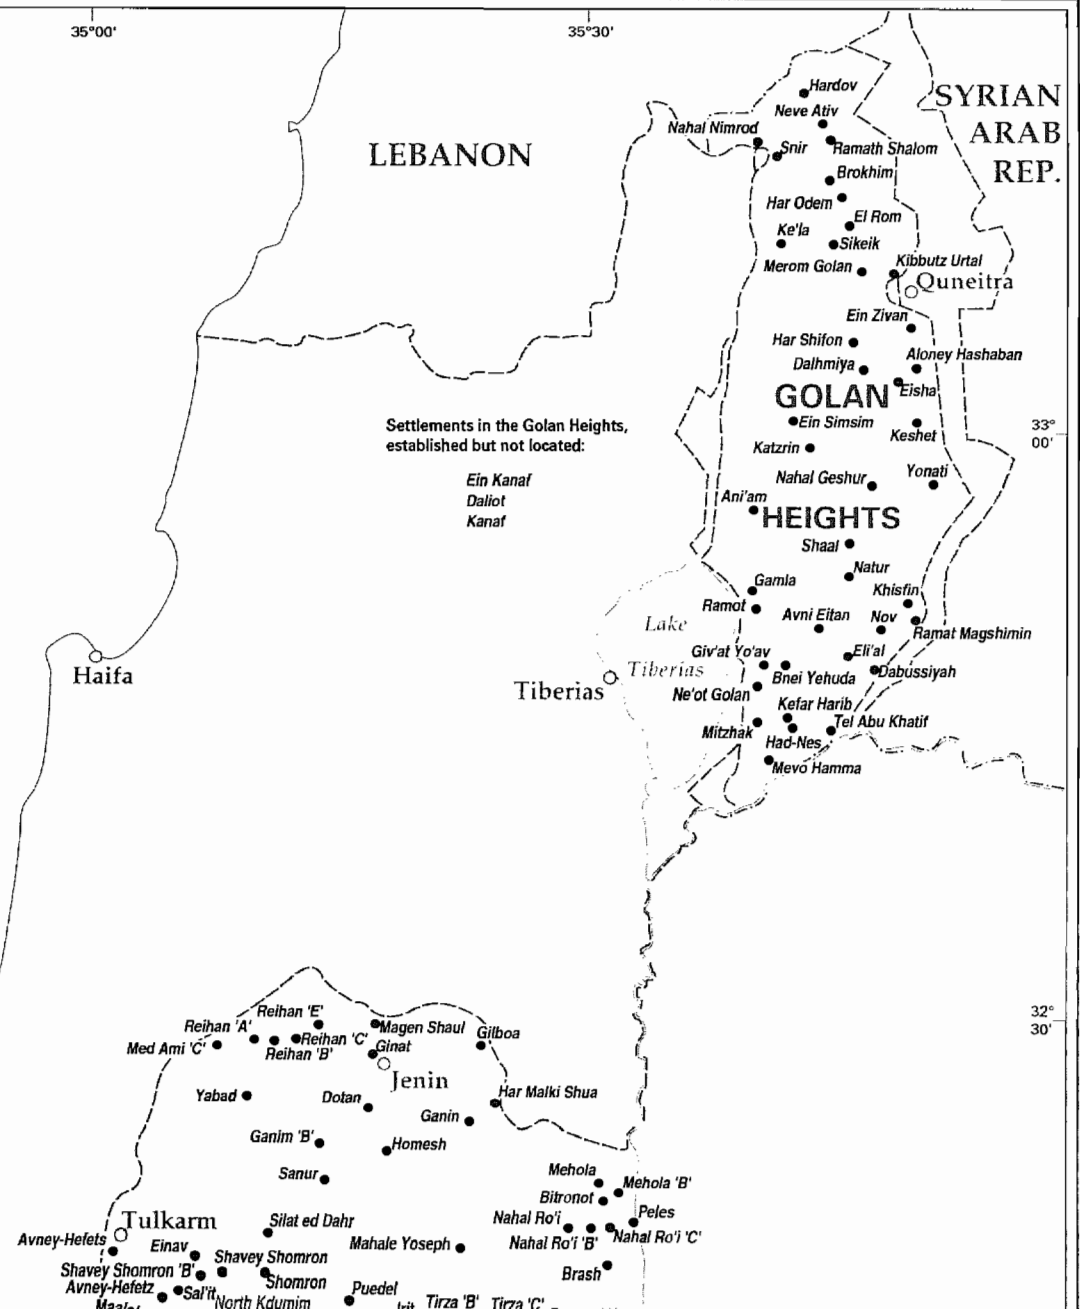 35°00'
35°30'
SYRIAN
ARAB
REP.
LEBANON
Hardov
Neve Ativ
Nahal Nimrod
Snir
Ramath Shalom
Brokhim
Har Odem
El Rom
Ke'la
Sikeik
Merom Golan
Kibbutz Urtal
Quneitra
Ein Zivan
Har Shifon
Aloney Hashaban
Dalhmiya
Eisha
GOLAN
Ein Simsim
Keshet
33°
00'
Katzrin
Settlements in the Golan Heights,
established but not located:
Ein Kanaf
Daliot
Kanaf
Nahal Geshur
Yonati
Ani'am
HEIGHTS
Shaal
Natur
Gamla
Khisfin
Ramot
Avni Eitan
Nov
Ramat Magshimin
Lake
Tiberias
Giv'at Yo'av
Eli'al
Bnei Yehuda
Dabussiyah
Haifa
Tiberias
Ne'ot Golan
Kefar Harib
Tel Abu Khatif
Mitzhak
Had-Nes
Mevo Hamma
32°
30'
Reihan 'E'
Reihan 'A'
Reihan 'C'
Magen Shaul
Gilboa
Med Ami 'C'
Reihan 'B'
Ginat
Jenin
Yabad
Dotan
Har Malki Shua
Ganin
Ganim 'B'
Homesh
Sanur
Mehola
Mehola 'B'
Bitronot
Peles
Nahal Ro'i
Nahal Ro'i 'B'
Nahal Ro'i 'C'
Tulkarm
Silat ed Dahr
Avney-Hefets
Einav
Mahale Yoseph
Shavey Shomron
Shavey Shomron 'B'
Brash
Shomron
Avney-Hefetz
Sal'it
Puedel
North Kdumim
Tirza 'B'
Tirza 'C'